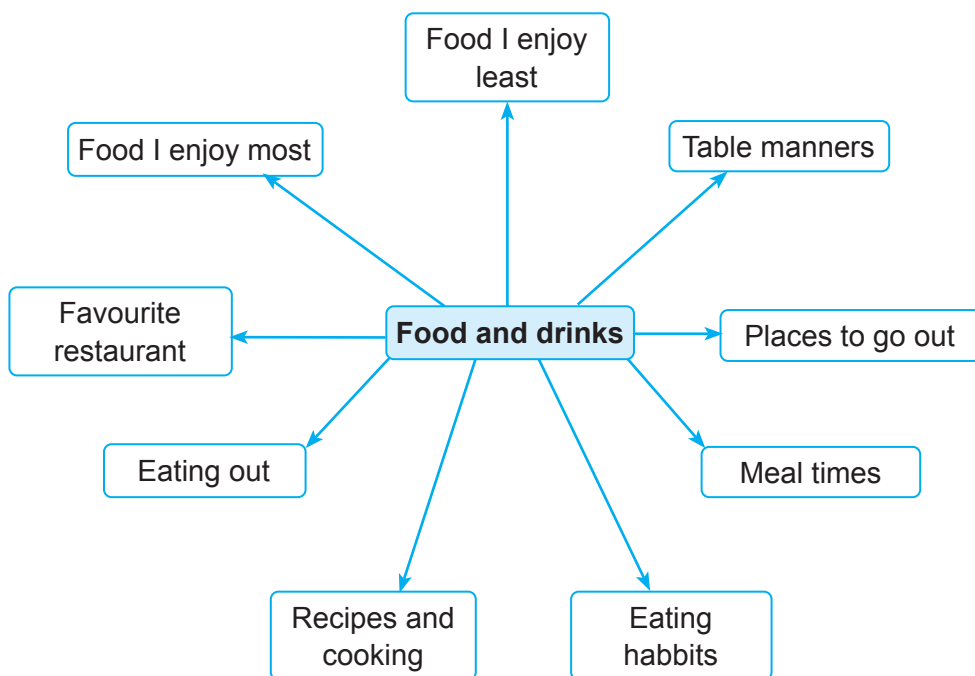 Food I enjoy
least
Food I enjoy most
Table manners
Favourite
restaurant
Food and drinks
Places to go out
Eating out
Meal times
Recipes and
cooking
Eating
habbits